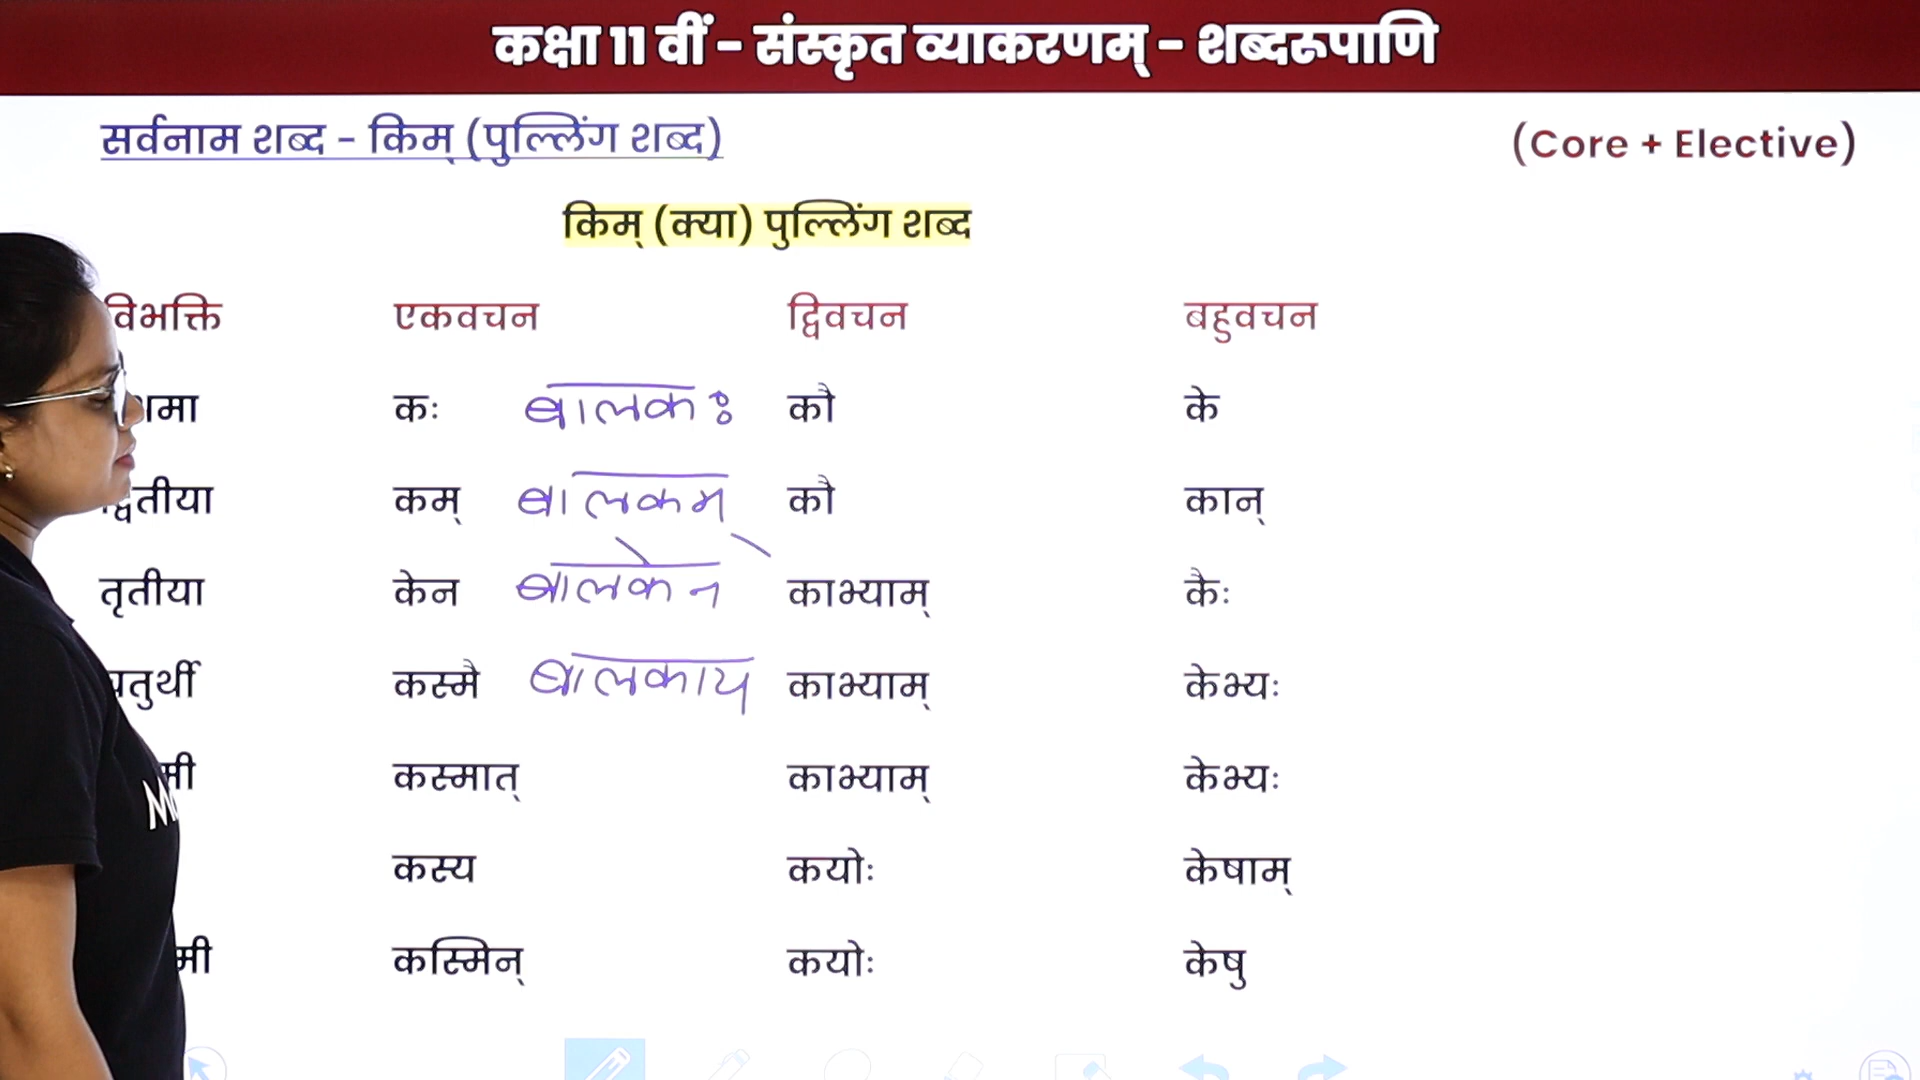 कक्षा 11 वीं - संस्कृत व्याकरणम् - शब्दरूपाणि
सर्वनाम शब्द - किम् (पुल्लिंग शब्द) (Core + Elective)
किम् (क्या) पुल्लिंग शब्द
विभक्ति एकवचन द्विवचन बहुवचन
कः बालकः कौ के
द्वितीया कम् बालकम् कौ कान्
तृतीया केन बालकेन काभ्याम् कैः
चतुर्थी कस्मै बालकाय काभ्याम् केभ्यः
कस्मात् काभ्याम् केभ्यः
कस्य कयोः केषाम्
कस्मिन् कयोः केषु